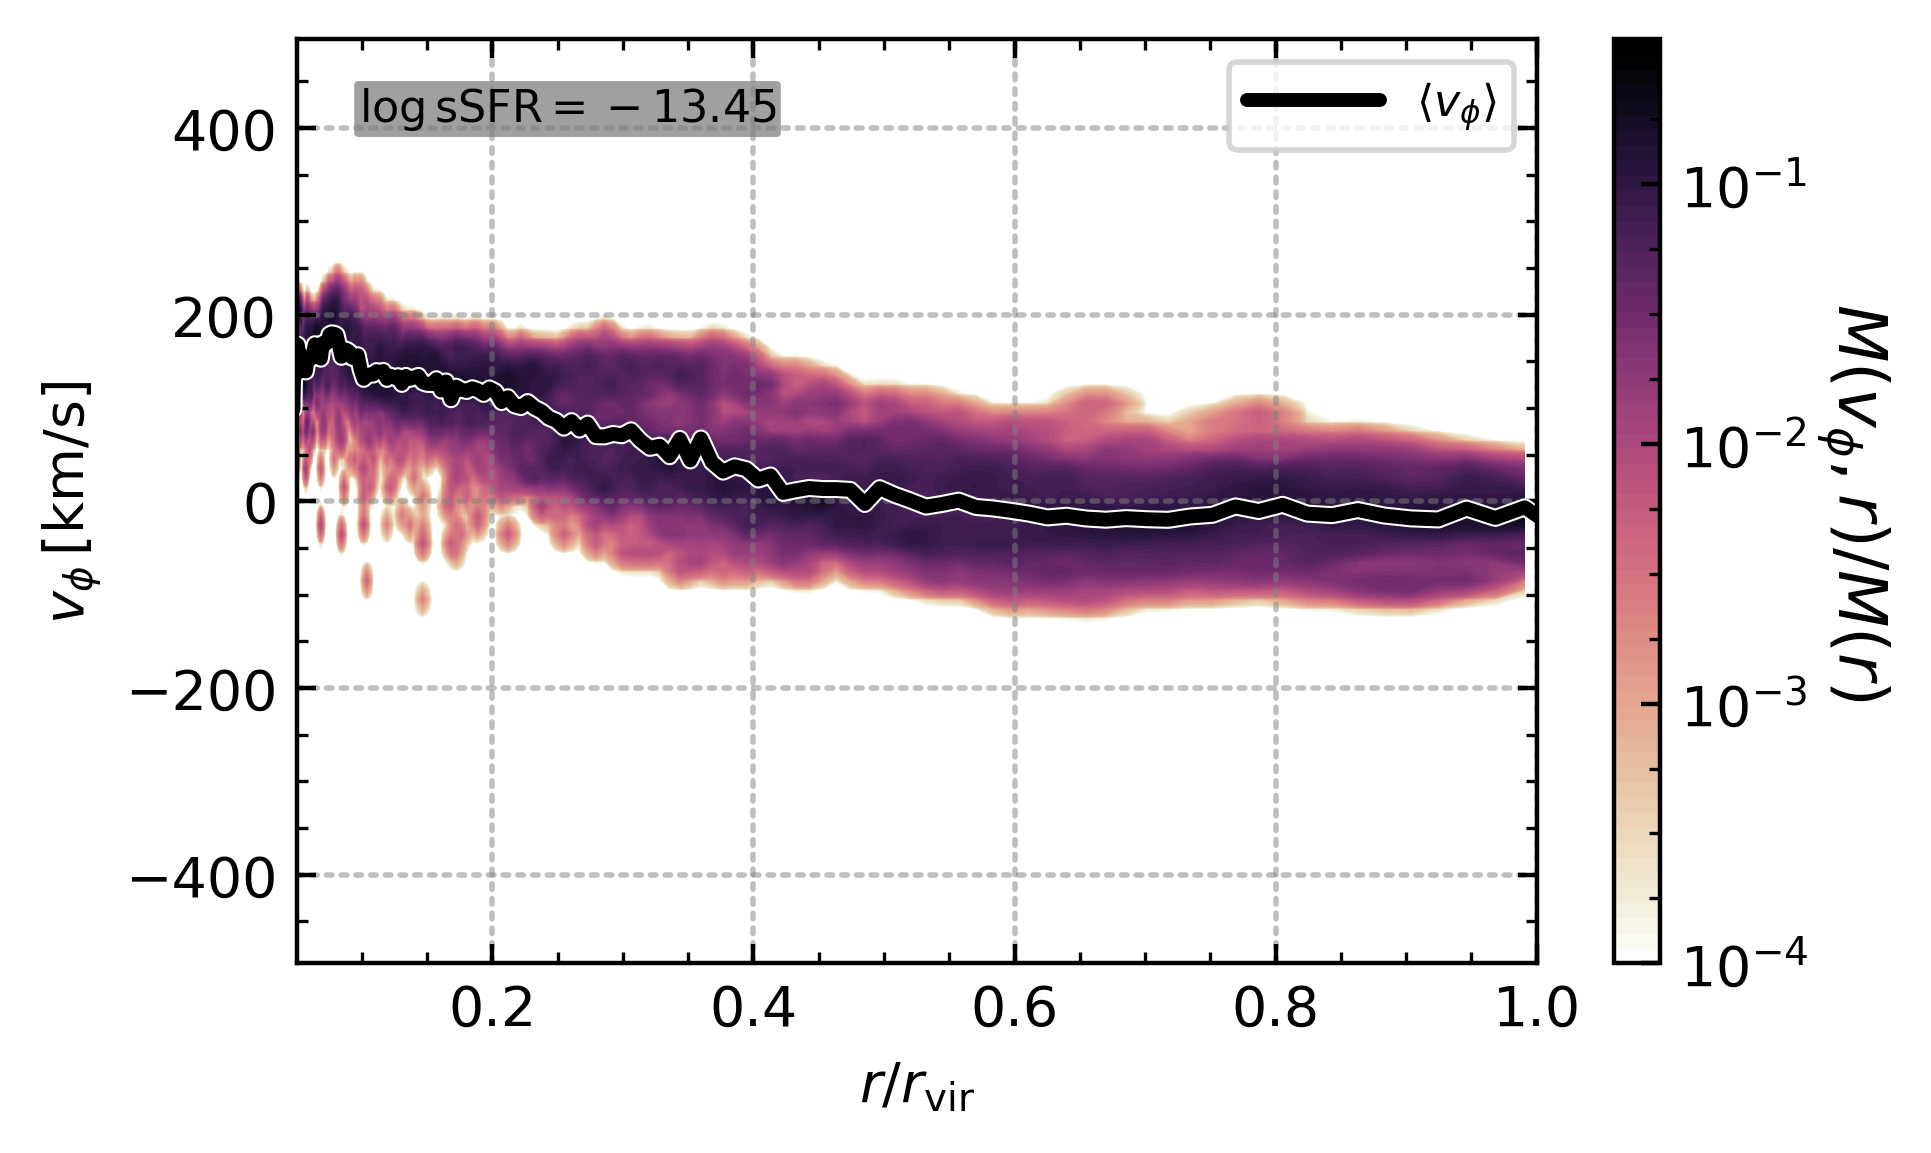 log sSFR = − 13.45
⟨v_ϕ⟩
400
200
0
−200
−400
v_ϕ [km/s]
0.2 0.4 0.6 0.8 1.0
r/r_vir
10⁻¹
10⁻²
10⁻³
10⁻⁴
M(v_ϕ, r)/M(r)